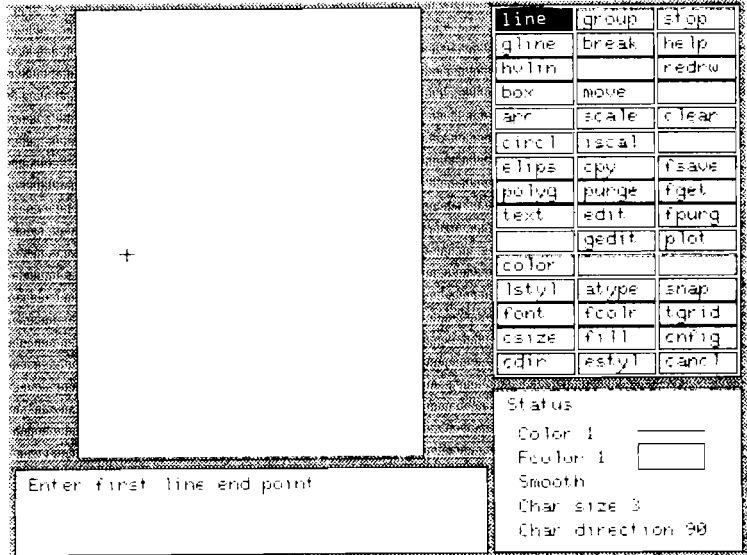 line group stop
gline break help
hvlin redrw
box move
arc scale clear
circl iscal
elips cpy fsave
polyg purge fget
text edit fpurg
gedit plot
color
lstyl atype snap
font fcolr tgrid
csize fill cnfig
cdir estyl cancl
Status
Color 1
Fcolor 1
Smooth
Char size 3
Char direction 90
Enter first line end point